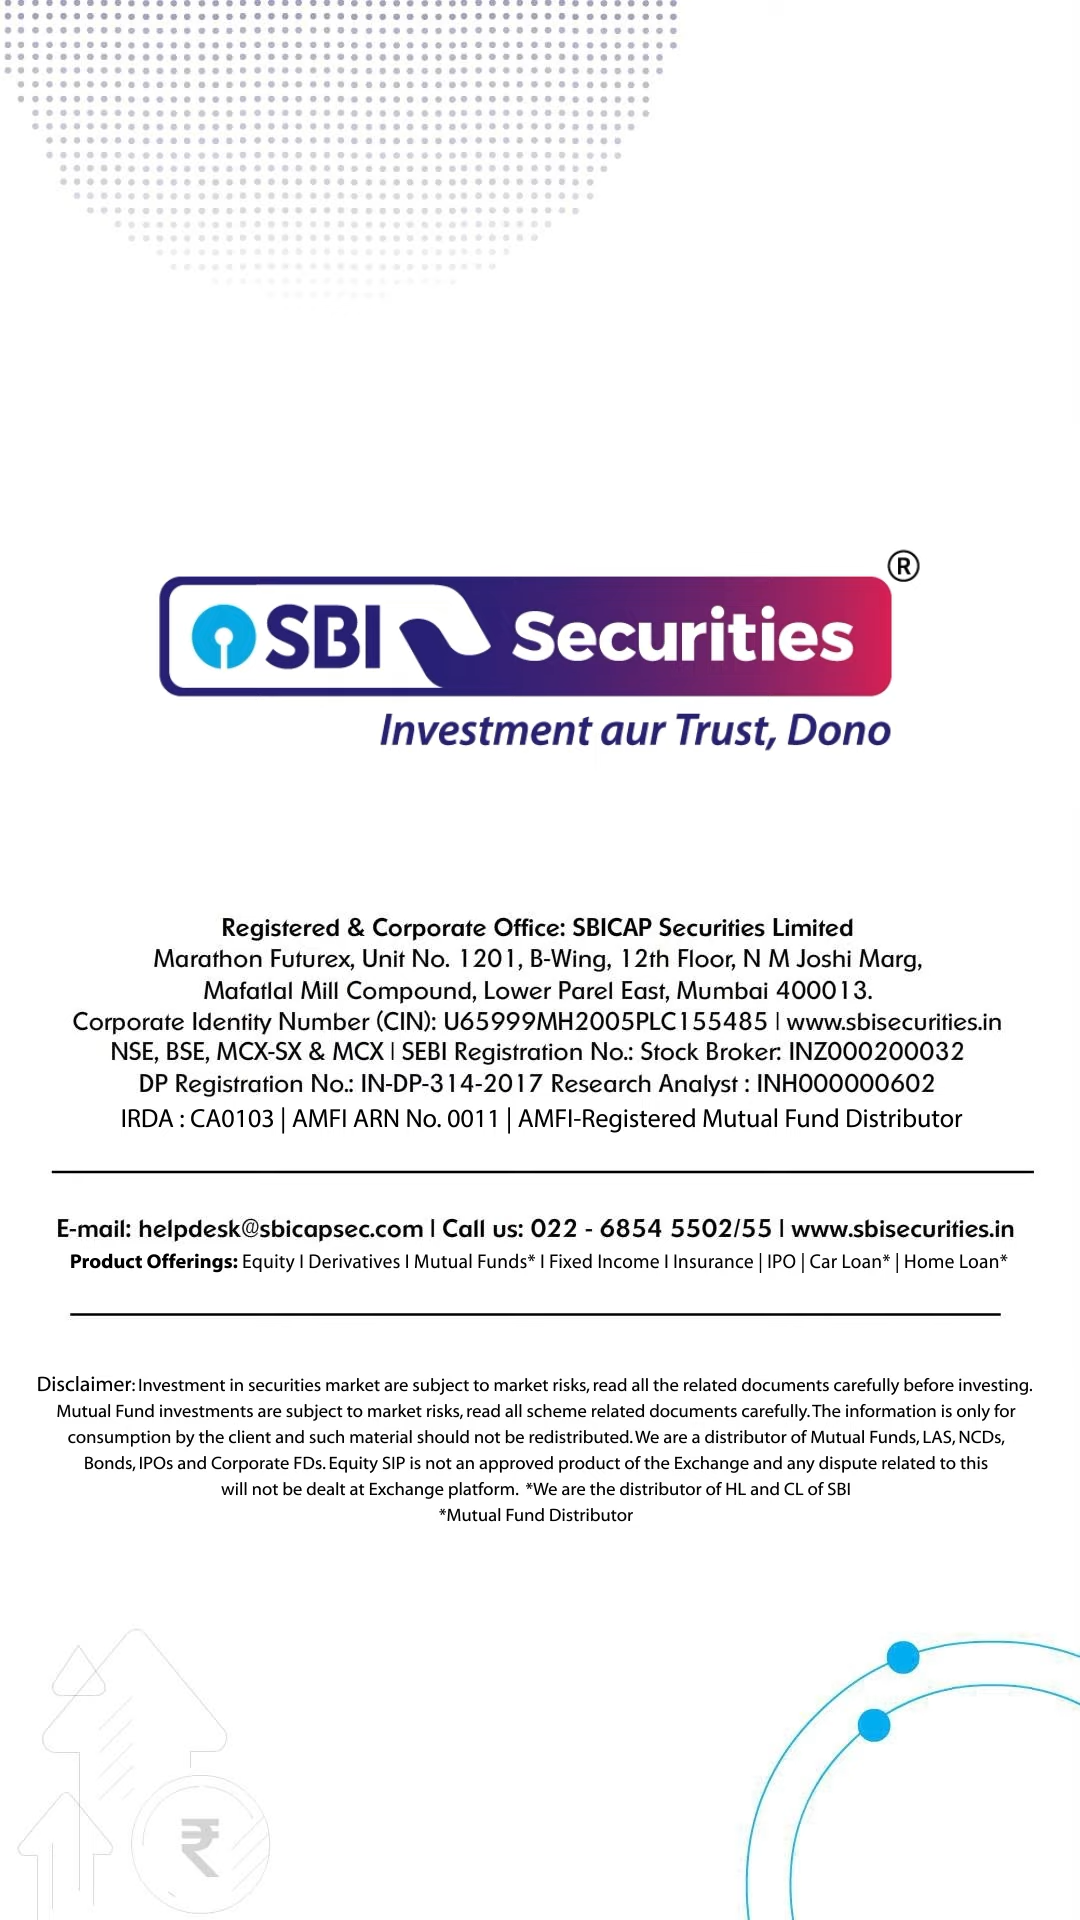 ®
SBI Securities
Investment aur Trust, Dono
Registered & Corporate Office: SBICAP Securities Limited
Marathon Futurex, Unit No. 1201, B-Wing, 12th Floor, N M Joshi Marg,
Mafatlal Mill Compound, Lower Parel East, Mumbai 400013.
Corporate Identity Number (CIN): U65999MH2005PLC155485 I www.sbisecurities.in
NSE, BSE, MCX-SX & MCX I SEBI Registration No.: Stock Broker: INZ000200032
DP Registration No.: IN-DP-314-2017 Research Analyst : INH000000602
IRDA : CA0103 | AMFI ARN No. 0011 | AMFI-Registered Mutual Fund Distributor
E-mail: helpdesk@sbicapsec.com I Call us: 022 - 6854 5502/55 I www.sbisecurities.in
Product Offerings: Equity I Derivatives I Mutual Funds* I Fixed Income I Insurance | IPO | Car Loan* | Home Loan*
Disclaimer: Investment in securities market are subject to market risks, read all the related documents carefully before investing.
Mutual Fund investments are subject to market risks, read all scheme related documents carefully. The information is only for
consumption by the client and such material should not be redistributed. We are a distributor of Mutual Funds, LAS, NCDs,
Bonds, IPOs and Corporate FDs. Equity SIP is not an approved product of the Exchange and any dispute related to this
will not be dealt at Exchange platform. *We are the distributor of HL and CL of SBI
*Mutual Fund Distributor
₹